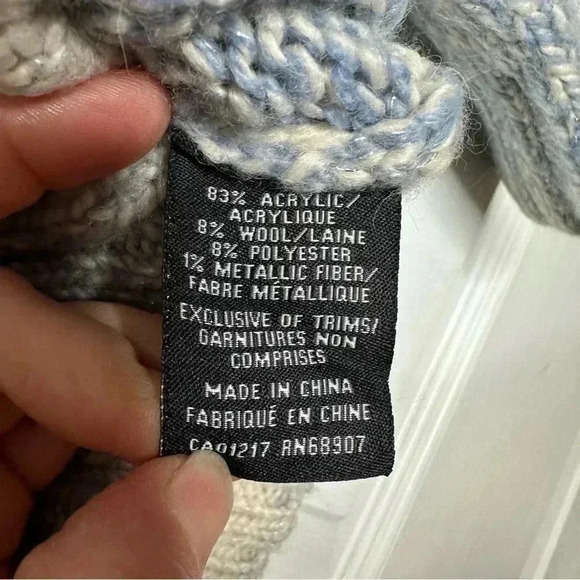 83% ACRYLIC/
ACRYLIQUE
8% WOOL/LAINE
8% POLYESTER
1% METALLIC FIBER/
FABRE MÉTALLIQUE
EXCLUSIVE OF TRIMS/
GARNITURES NON
COMPRISES
MADE IN CHINA
FABRIQUÉ EN CHINE
CA01217 RN68907